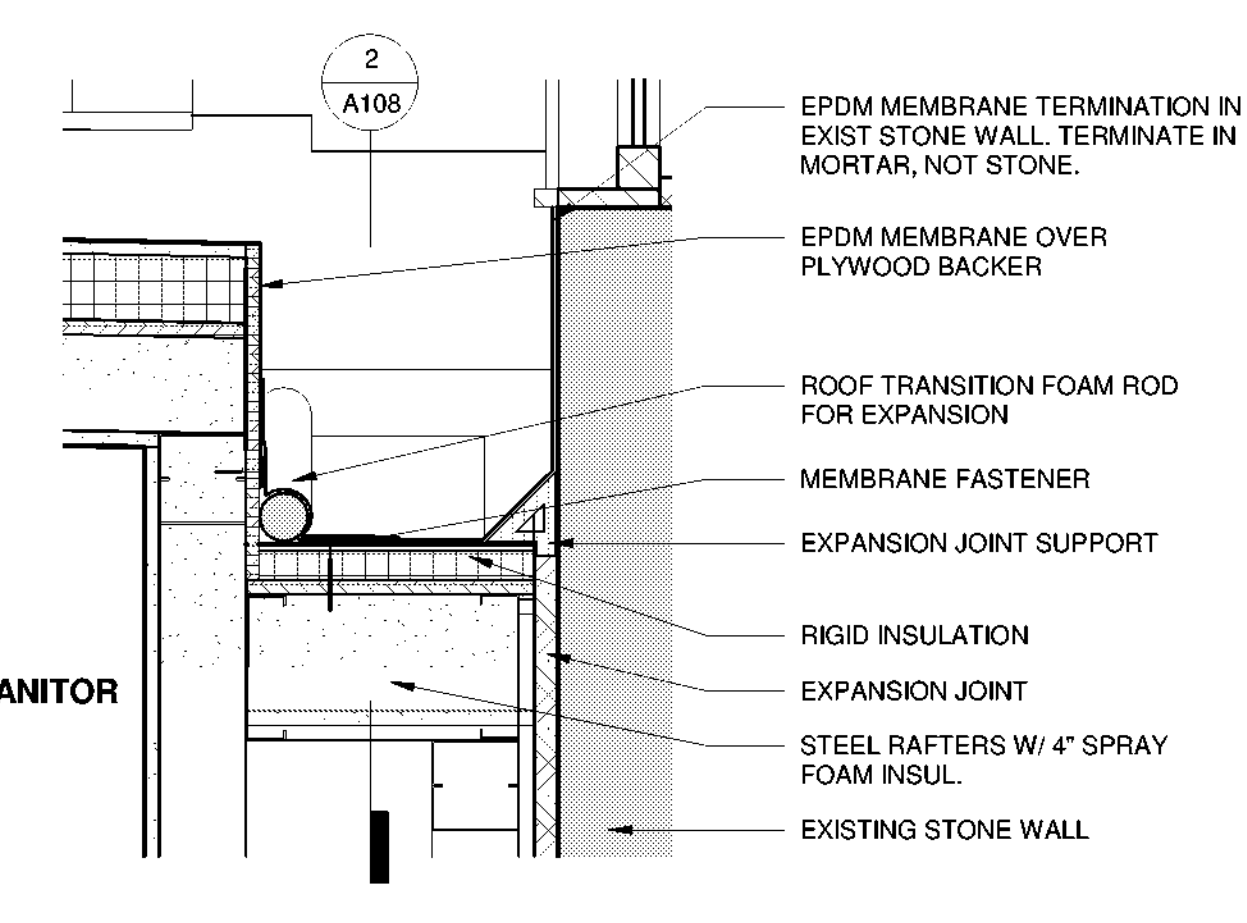 2
A108
EPDM MEMBRANE TERMINATION IN
EXIST STONE WALL. TERMINATE IN
MORTAR, NOT STONE.
EPDM MEMBRANE OVER
PLYWOOD BACKER
ROOF TRANSITION FOAM ROD
FOR EXPANSION
MEMBRANE FASTENER
EXPANSION JOINT SUPPORT
RIGID INSULATION
ANITOR
EXPANSION JOINT
STEEL RAFTERS W/ 4" SPRAY
FOAM INSUL.
EXISTING STONE WALL